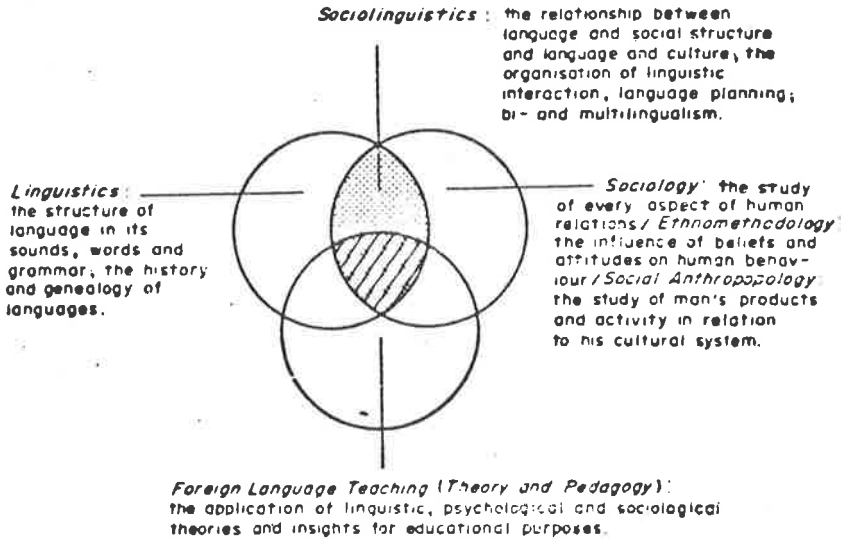 Sociolinguistics: the relationship between
language and social structure
and language and culture; the
organisation of linguistic
interaction, language planning;
bi- and multilingualism.
Linguistics:
the structure of
language in its
sounds, words and
grammar; the history
and genealogy of
languages.
Sociology: the study
of every aspect of human
relations/Ethnomethodology:
the influence of beliefs and
attitudes on human behav-
iour/Social Anthropopology:
the study of man's products
and activity in relation
to his cultural system.
Foreign Language Teaching (Theory and Pedagogy):
the application of linguistic, psychological and sociological
theories and insights for educational purposes.